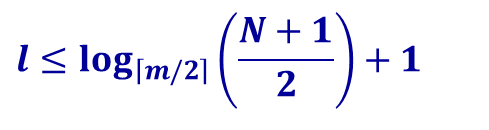 l ≤ log⌈m/2⌉ ((N + 1)/2) + 1